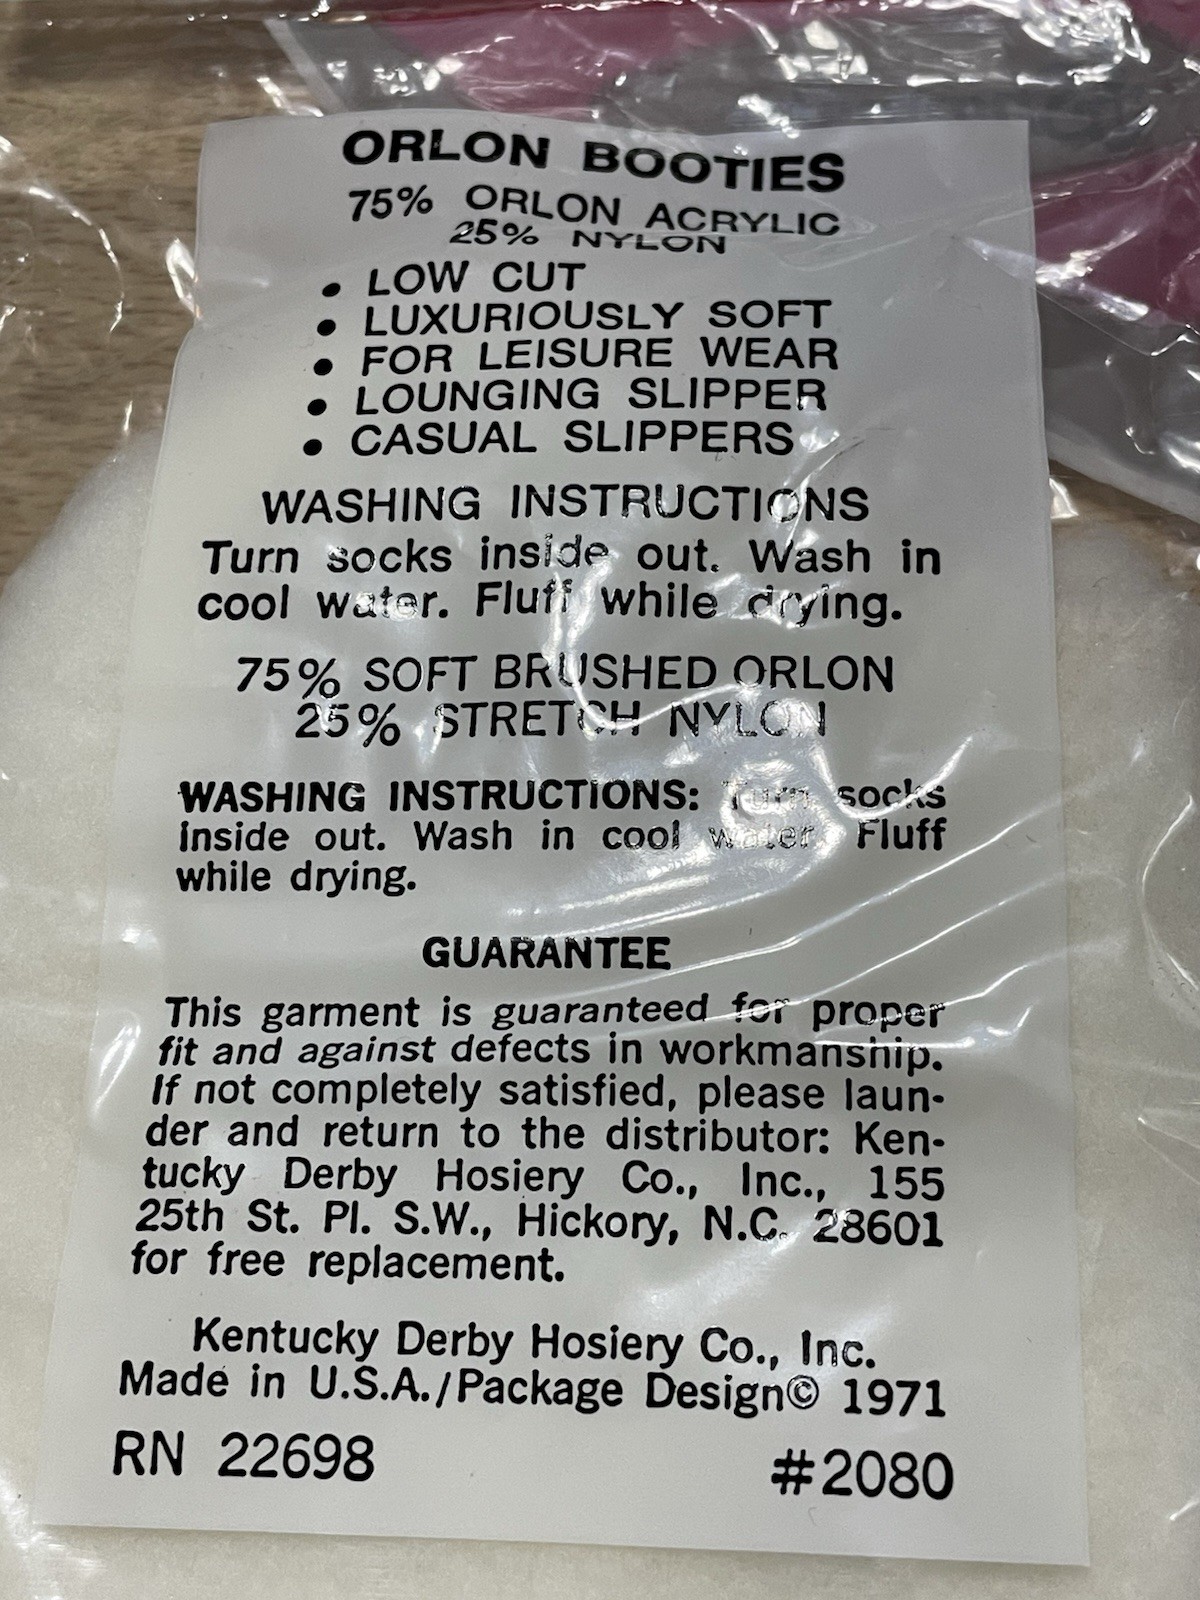 ORLON BOOTIES
75% ORLON ACRYLIC
25% NYLON
• LOW CUT
• LUXURIOUSLY SOFT
• FOR LEISURE WEAR
• LOUNGING SLIPPER
• CASUAL SLIPPERS
WASHING INSTRUCTIONS
Turn socks inside out. Wash in
cool water. Fluff while drying.
75% SOFT BRUSHED ORLON
25% STRETCH NYLON
WASHING INSTRUCTIONS: Turn socks
inside out. Wash in cool water. Fluff
while drying.
GUARANTEE
This garment is guaranteed for proper
fit and against defects in workmanship.
If not completely satisfied, please laun-
der and return to the distributor: Ken-
tucky Derby Hosiery Co., Inc., 155
25th St. Pl. S.W., Hickory, N.C. 28601
for free replacement.
Kentucky Derby Hosiery Co., Inc.
Made in U.S.A./Package Design© 1971
RN 22698 #2080